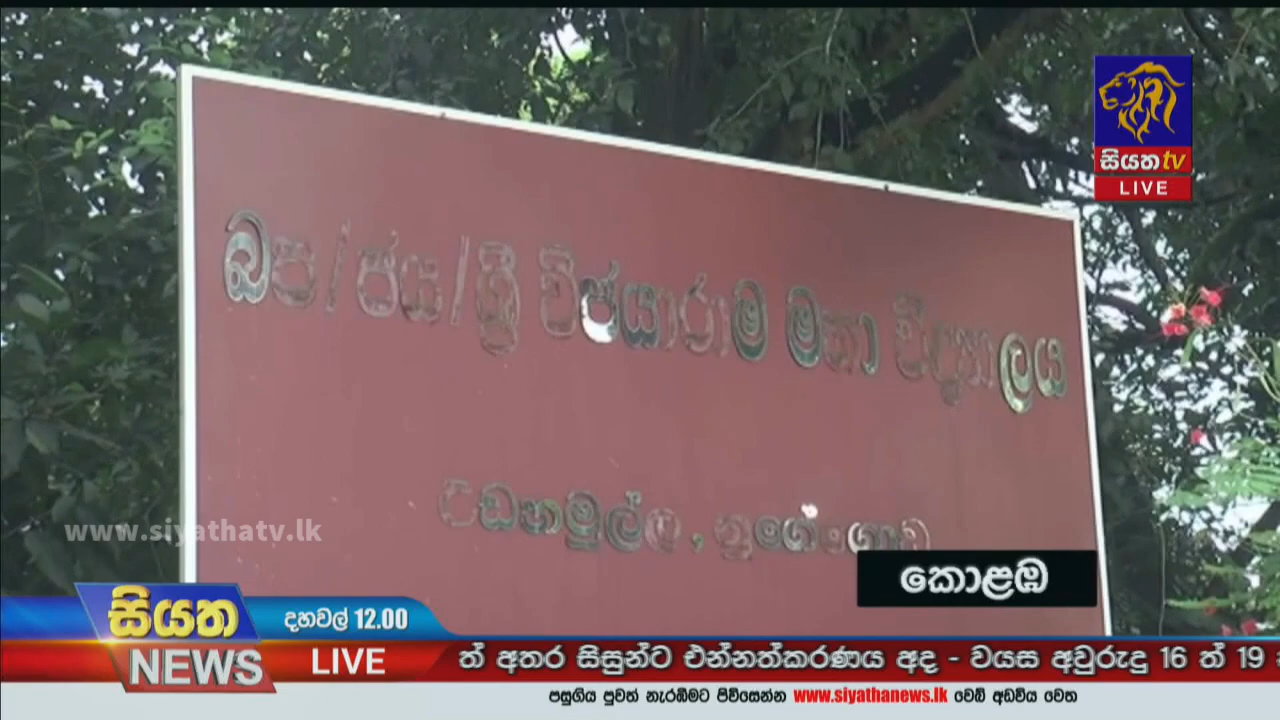 සියත tv
LIVE
බප/ජය/ශ්‍රී විජයාරාම මහා විද්‍යාලය
උඩහමුල්ල, නුගේගොඩ
www.siyathatv.lk
කොළඹ
සියත
NEWS
දහවල් 12.00
LIVE
ත් අතර සිසුන්ට එන්නත්කරණය අද - වයස අවුරුදු 16 ත් 19
පසුගිය පුවත් නැරඹීමට පිවිසෙන්න www.siyathanews.lk වෙබ් අඩවිය වෙත